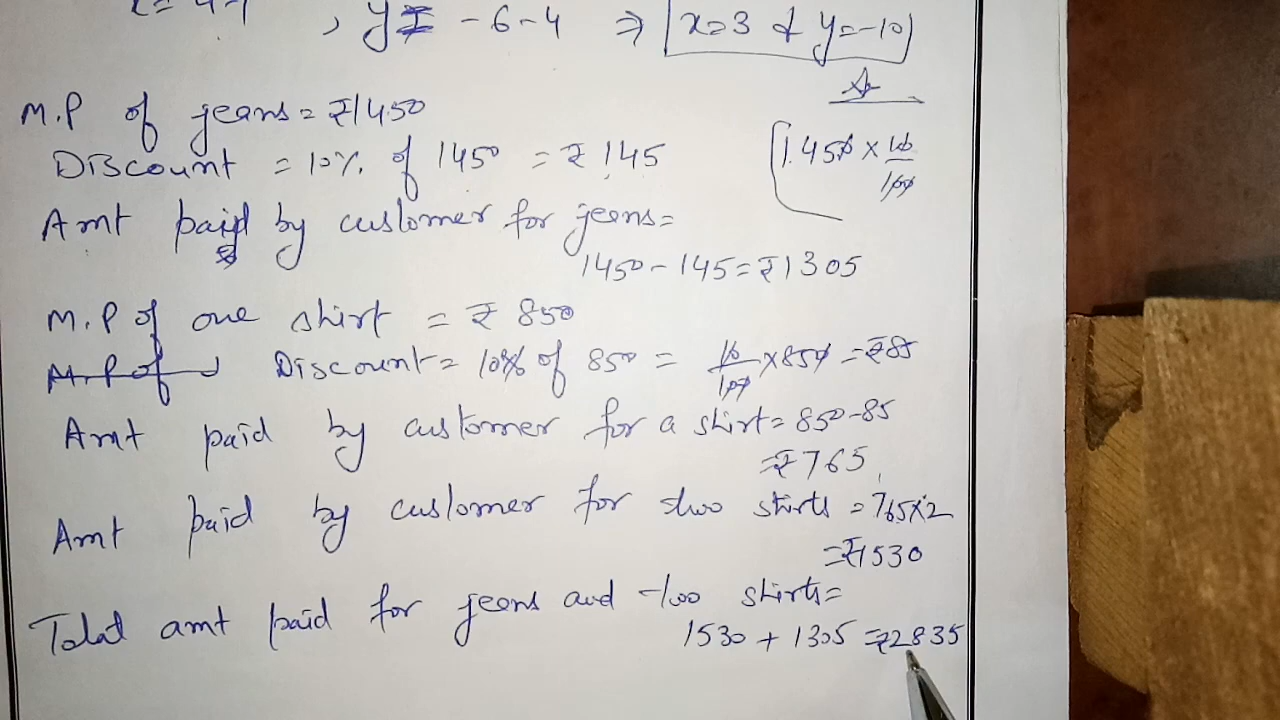 x= 4-1 , y= -6-4 ⇒ x=3 & y=-10
M.P of jeans = ₹1450
Discount = 10% of 1450 = ₹145 [1450 × 10/100
Amt paid by customer for jeans=
1450-145=₹1305
M.P of one shirt = ₹850
M.P of Discount = 10% of 850 = 10/100 ×850 =₹85
Amt paid by customer for a shirt= 850-85
=₹765
Amt paid by customer for two shirts =765×2
=₹1530
Total amt paid for jeans and two shirts=
1530 + 1305 =₹2835